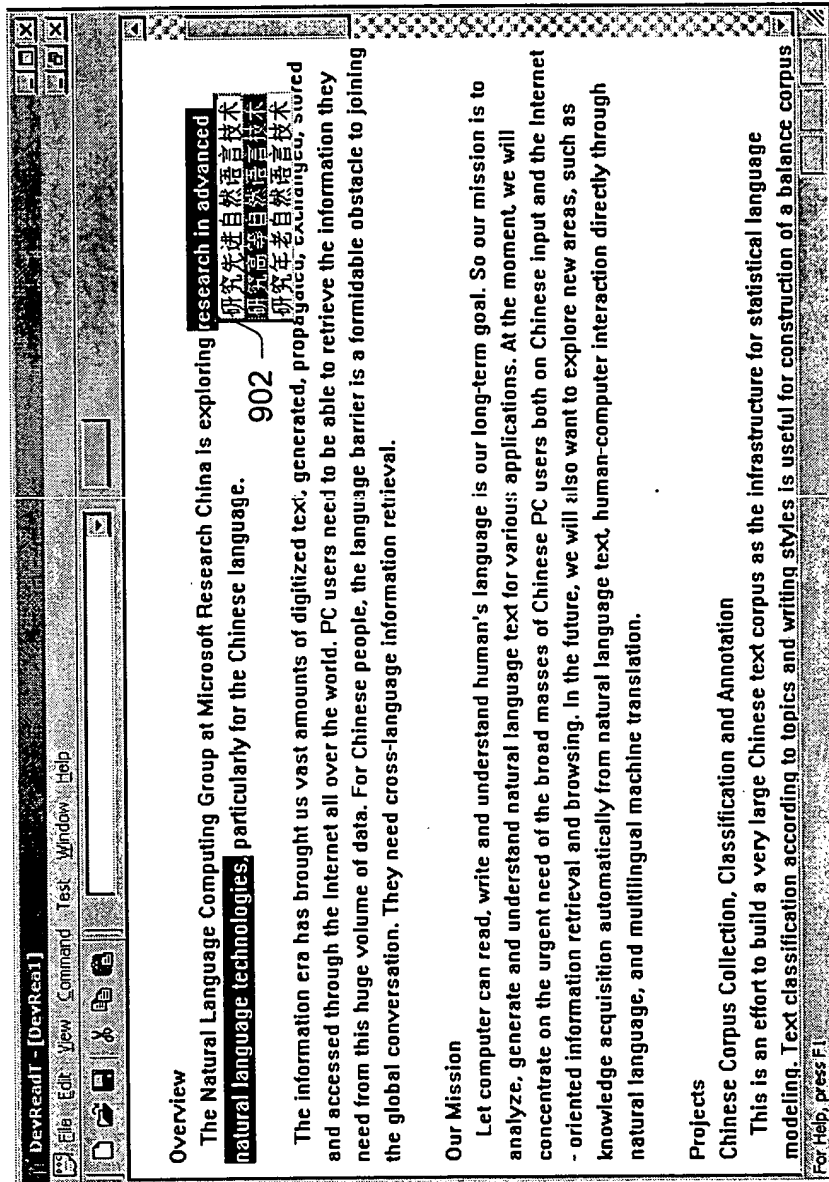 DevReadT - [DevRea1]
File Edit View Command Test Window Help
Overview
The Natural Language Computing Group at Microsoft Research China is exploring research in advanced
natural language technologies, particularly for the Chinese language.
研究先进自然语言技术
研究高等自然语言技术
研究年老自然语言技术
902
The information era has brought us vast amounts of digitized text, generated, propagated, exchanged, stored
and accessed through the Internet all over the world. PC users need to be able to retrieve the information they
need from this huge volume of data. For Chinese people, the language barrier is a formidable obstacle to joining
the global conversation. They need cross-language information retrieval.
Our Mission
Let computer can read, write and understand human's language is our long-term goal. So our mission is to
analyze, generate and understand natural language text for various applications. At the moment, we will
concentrate on the urgent need of the broad masses of Chinese PC users both on Chinese input and the Internet
- oriented information retrieval and browsing. In the future, we will also want to explore new areas, such as
knowledge acquisition automatically from natural language text, human-computer interaction directly through
natural language, and multilingual machine translation.
Projects
Chinese Corpus Collection, Classification and Annotation
This is an effort to build a very large Chinese text corpus as the infrastructure for statistical language
modeling. Text classification according to topics and writing styles is useful for construction of a balance corpus
For Help, press F1